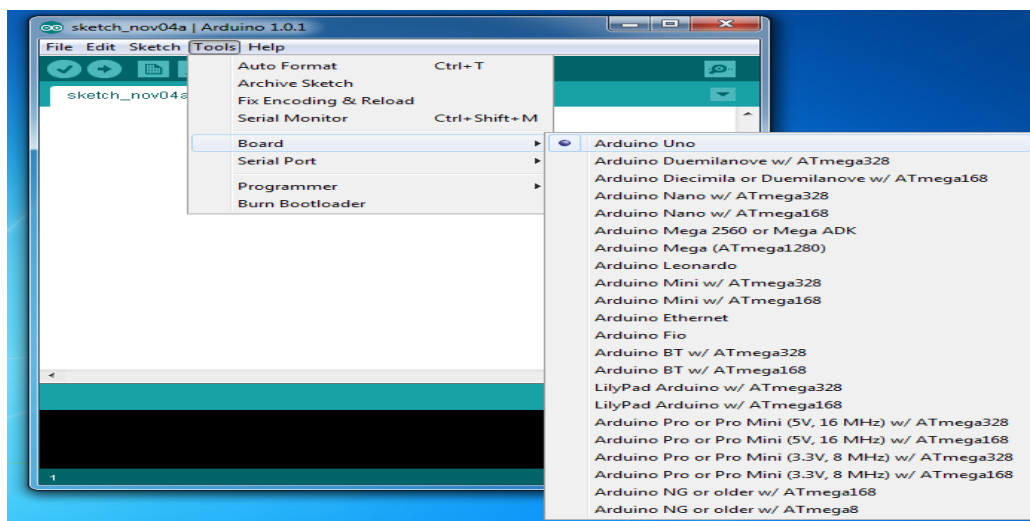 sketch_nov04a | Arduino 1.0.1
File Edit Sketch Tools Help
sketch_nov04a
Auto Format Ctrl+T
Archive Sketch
Fix Encoding & Reload
Serial Monitor Ctrl+Shift+M
Board
Serial Port
Programmer
Burn Bootloader
Arduino Uno
Arduino Duemilanove w/ ATmega328
Arduino Diecimila or Duemilanove w/ ATmega168
Arduino Nano w/ ATmega328
Arduino Nano w/ ATmega168
Arduino Mega 2560 or Mega ADK
Arduino Mega (ATmega1280)
Arduino Leonardo
Arduino Mini w/ ATmega328
Arduino Mini w/ ATmega168
Arduino Ethernet
Arduino Fio
Arduino BT w/ ATmega328
Arduino BT w/ ATmega168
LilyPad Arduino w/ ATmega328
LilyPad Arduino w/ ATmega168
Arduino Pro or Pro Mini (5V, 16 MHz) w/ ATmega328
Arduino Pro or Pro Mini (5V, 16 MHz) w/ ATmega168
Arduino Pro or Pro Mini (3.3V, 8 MHz) w/ ATmega328
Arduino Pro or Pro Mini (3.3V, 8 MHz) w/ ATmega168
Arduino NG or older w/ ATmega168
Arduino NG or older w/ ATmega8
1